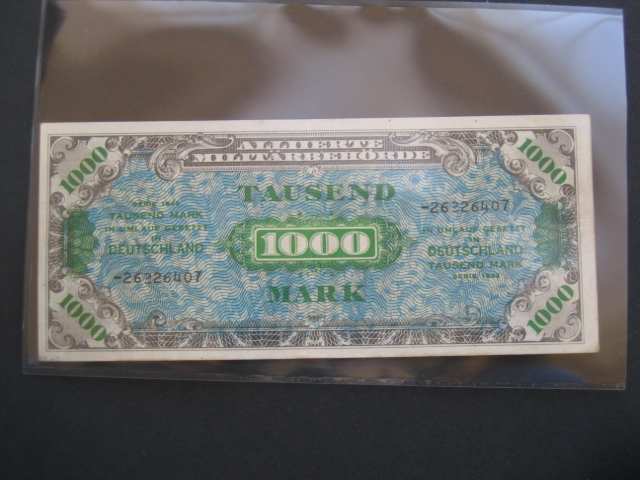 ALLIIERTE
MILITÄRBEHÖRDE
1000
1000
TAUSEND
1000
MARK
SERIE 1944
TAUSEND MARK
IN UMLAUF GESETZT
IN
DEUTSCHLAND
-26326407
-26326407
IN UMLAUF GESETZT
IN
DEUTSCHLAND
TAUSEND MARK
SERIE 1944
1000
1000